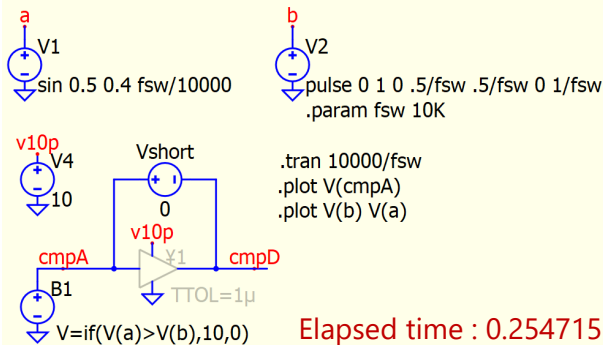 a
b
V1
V2
sin 0.5 0.4 fsw/10000
pulse 0 1 0 .5/fsw .5/fsw 0 1/fsw
.param fsw 10K
v10p
V4
10
Vshort
0
.tran 10000/fsw
.plot V(cmpA)
.plot V(b) V(a)
v10p
cmpA
¥1
cmpD
B1
TTOL=1µ
V=if(V(a)>V(b),10,0)
Elapsed time : 0.254715